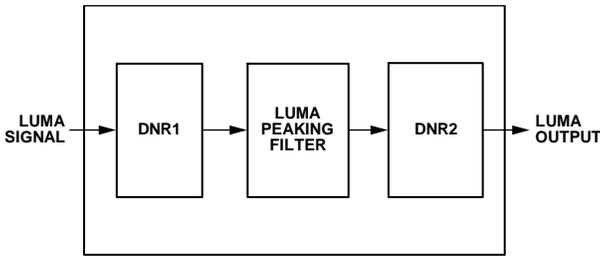 LUMA
SIGNAL
DNR1
LUMA
PEAKING
FILTER
DNR2
LUMA
OUTPUT